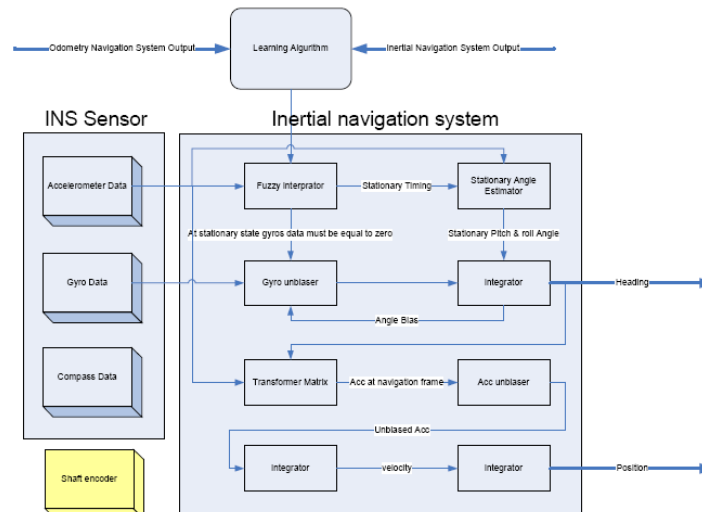 Odometry Navigation System Output
Learning Algorithm
Inertial Navigation System Output
INS Sensor
Inertial navigation system
Accelerometer Data
Fuzzy Interprator
Stationary Timing
Stationary Angle
Estimator
At stationary state gyros data must be equal to zero
Stationary Pitch & roll Angle
Gyro Data
Gyro unbiaser
Integrator
Heading
Angle Bias
Compass Data
Transformer Matrix
Acc at navigation frame
Acc unbiaser
Unbiased Acc
Shaft encoder
Integrator
velocity
Integrator
Position